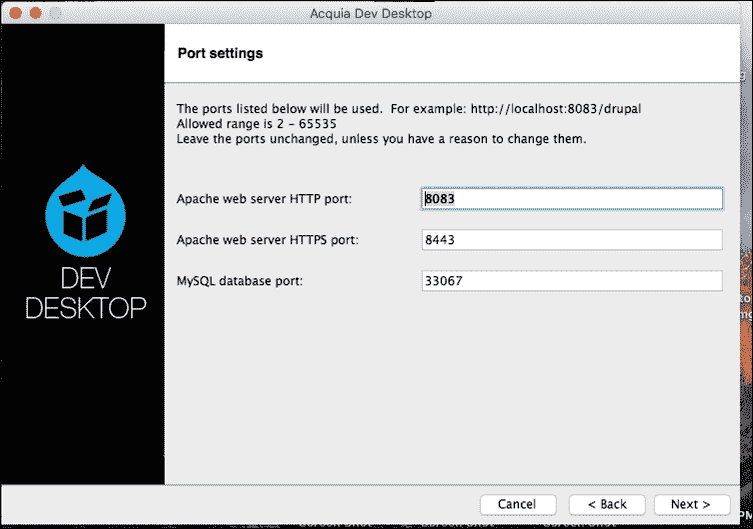 Acquia Dev Desktop
Port settings
The ports listed below will be used. For example: http://localhost:8083/drupal
Allowed range is 2 - 65535
Leave the ports unchanged, unless you have a reason to change them.
Apache web server HTTP port:
8083
Apache web server HTTPS port:
8443
MySQL database port:
33067
DEV
DESKTOP
Cancel
< Back
Next >